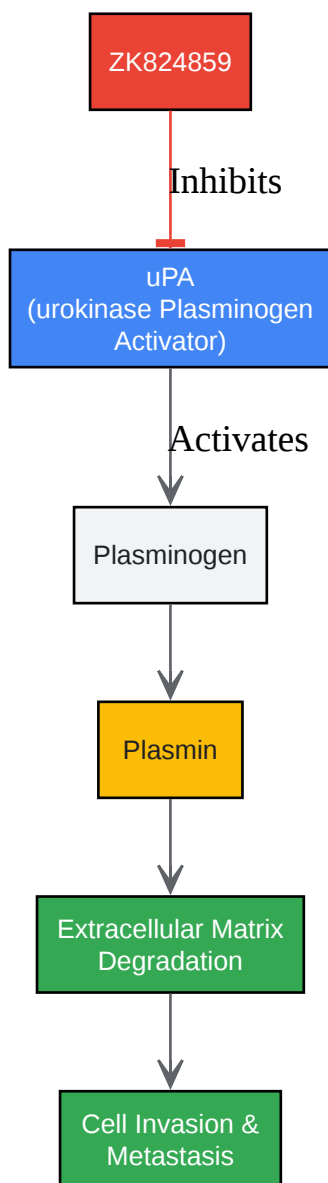 ZK824859
Inhibits
uPA
(urokinase Plasminogen
Activator)
Activates
Plasminogen
Plasmin
Extracellular Matrix
Degradation
Cell Invasion &
Metastasis